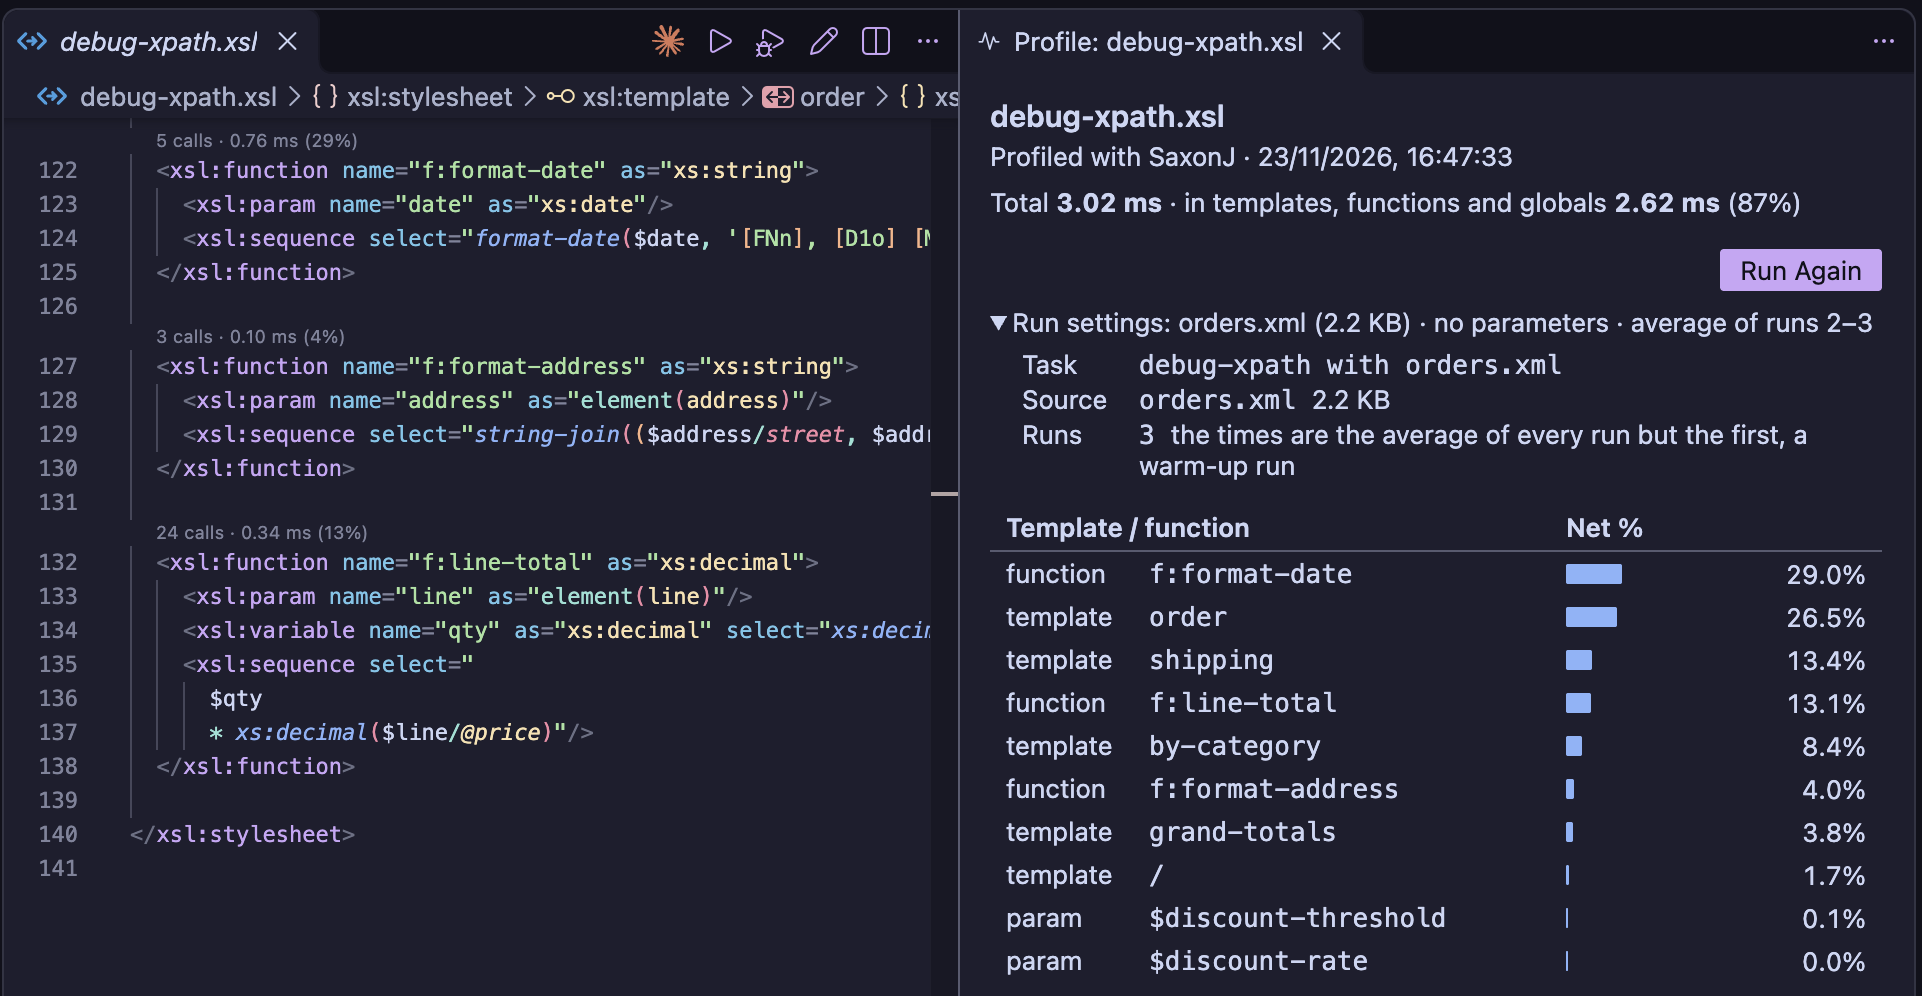 debug-xpath.xsl
debug-xpath.xsl > {} xsl:stylesheet > xsl:template > order > {} xs
5 calls · 0.76 ms (29%)
122 <xsl:function name="f:format-date" as="xs:string">
123 <xsl:param name="date" as="xs:date"/>
124 <xsl:sequence select="format-date($date, '[FNn], [D1o] [
125 </xsl:function>
126
3 calls · 0.10 ms (4%)
127 <xsl:function name="f:format-address" as="xs:string">
128 <xsl:param name="address" as="element(address)"/>
129 <xsl:sequence select="string-join(($address/street, $addr
130 </xsl:function>
131
24 calls · 0.34 ms (13%)
132 <xsl:function name="f:line-total" as="xs:decimal">
133 <xsl:param name="line" as="element(line)"/>
134 <xsl:variable name="qty" as="xs:decimal" select="xs:decim
135 <xsl:sequence select="
136 $qty
137 * xs:decimal($line/@price)"/>
138 </xsl:function>
139
140 </xsl:stylesheet>
141
Profile: debug-xpath.xsl
debug-xpath.xsl
Profiled with SaxonJ · 23/11/2026, 16:47:33
Total 3.02 ms · in templates, functions and globals 2.62 ms (87%)
Run Again
▼ Run settings: orders.xml (2.2 KB) · no parameters · average of runs 2–3
Task debug-xpath with orders.xml
Source orders.xml 2.2 KB
Runs 3 the times are the average of every run but the first, a
warm-up run
Template / function Net %
function f:format-date 29.0%
template order 26.5%
template shipping 13.4%
function f:line-total 13.1%
template by-category 8.4%
function f:format-address 4.0%
template grand-totals 3.8%
template / 1.7%
param $discount-threshold 0.1%
param $discount-rate 0.0%